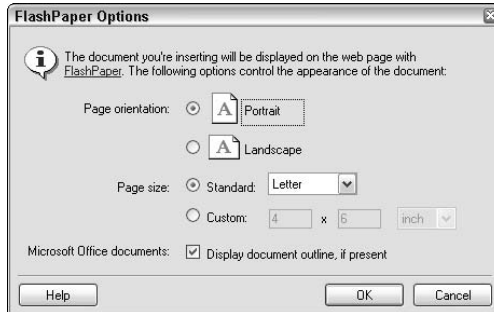 FlashPaper Options
The document you're inserting will be displayed on the web page with
FlashPaper. The following options control the appearance of the document:
Page orientation: A Portrait
A Landscape
Page size: Standard: Letter
Custom: 4 x 6 inch
Microsoft Office documents: Display document outline, if present
Help OK Cancel